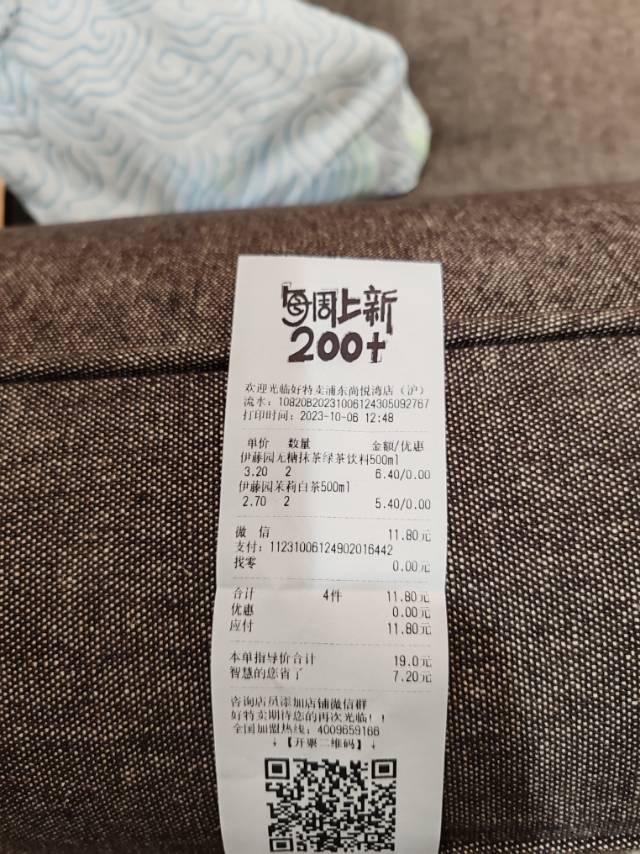 每周上新
200+
欢迎光临好特卖浦东尚悦湾店（沪）
流水：10820B20231006124305092767
打印时间：2023-10-06 12:48
单价 数量 金额/优惠
伊藤园无糖抹茶绿茶饮料500ml
3.20 2 6.40/0.00
伊藤园茉莉白茶500ml
2.70 2 5.40/0.00
微 信 11.80元
支付：11231006124902016442
找零 0.00元
合计 4件 11.80元
优惠 0.00元
应付 11.80元
本单指导价合计 19.0元
智慧的您省了 7.20元
咨询店员添加店铺微信群
好特卖期待您的再次光临！！
全国加盟热线：4009659166
↓【开票二维码】↓